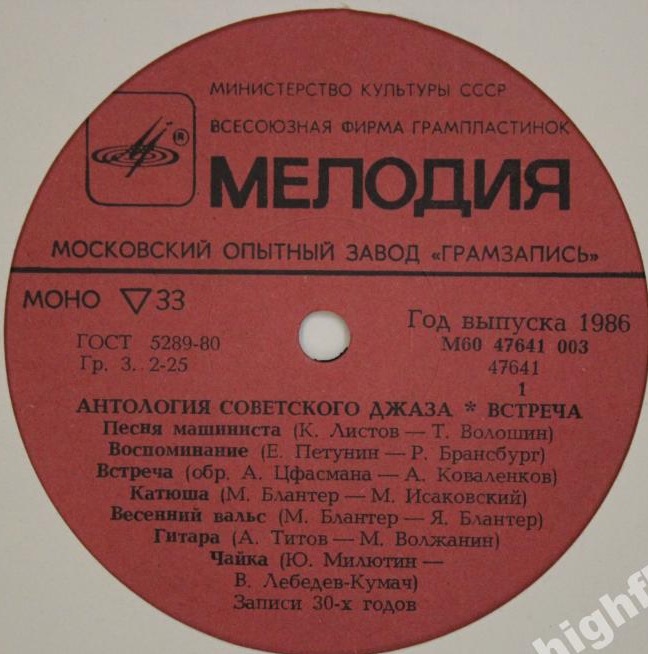 МИНИСТЕРСТВО КУЛЬТУРЫ СССР
ВСЕСОЮЗНАЯ ФИРМА ГРАМПЛАСТИНОК
®
МЕЛОДИЯ
МОСКОВСКИЙ ОПЫТНЫЙ ЗАВОД «ГРАМЗАПИСЬ»
МОНО ▽ 33
Год выпуска 1986
ГОСТ 5289-80
М60 47641 003
Гр. 3. 2-25
47641
1
АНТОЛОГИЯ СОВЕТСКОГО ДЖАЗА * ВСТРЕЧА
Песня машиниста (К. Листов — Т. Волошин)
Воспоминание (Е. Петунин — Р. Брансбург)
Встреча (обр. А. Цфасмана — А. Коваленков)
Катюша (М. Блантер — М. Исаковский)
Весенний вальс (М. Блантер — Я. Блантер)
Гитара (А. Титов — М. Волжанин)
Чайка (Ю. Милютин —
В. Лебедев-Кумач)
Записи 30-х годов